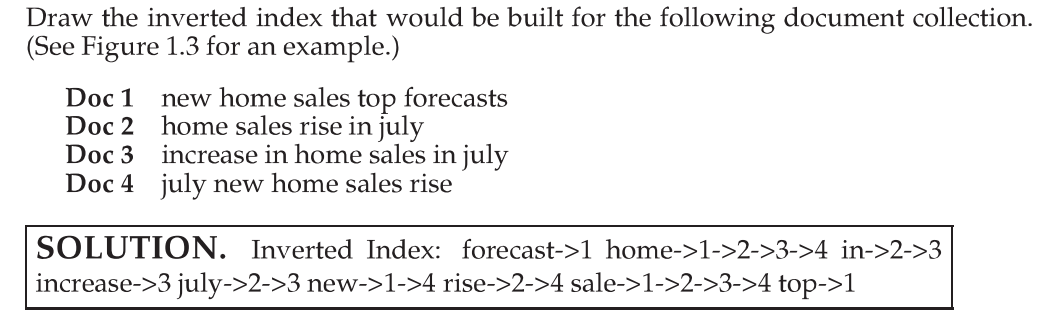 Draw the inverted index that would be built for the following document collection.
(See Figure 1.3 for an example.)
Doc 1 new home sales top forecasts
Doc 2 home sales rise in july
Doc 3 increase in home sales in july
Doc 4 july new home sales rise
SOLUTION. Inverted Index: forecast->1 home->1->2->3->4 in->2->3
increase->3 july->2->3 new->1->4 rise->2->4 sale->1->2->3->4 top->1